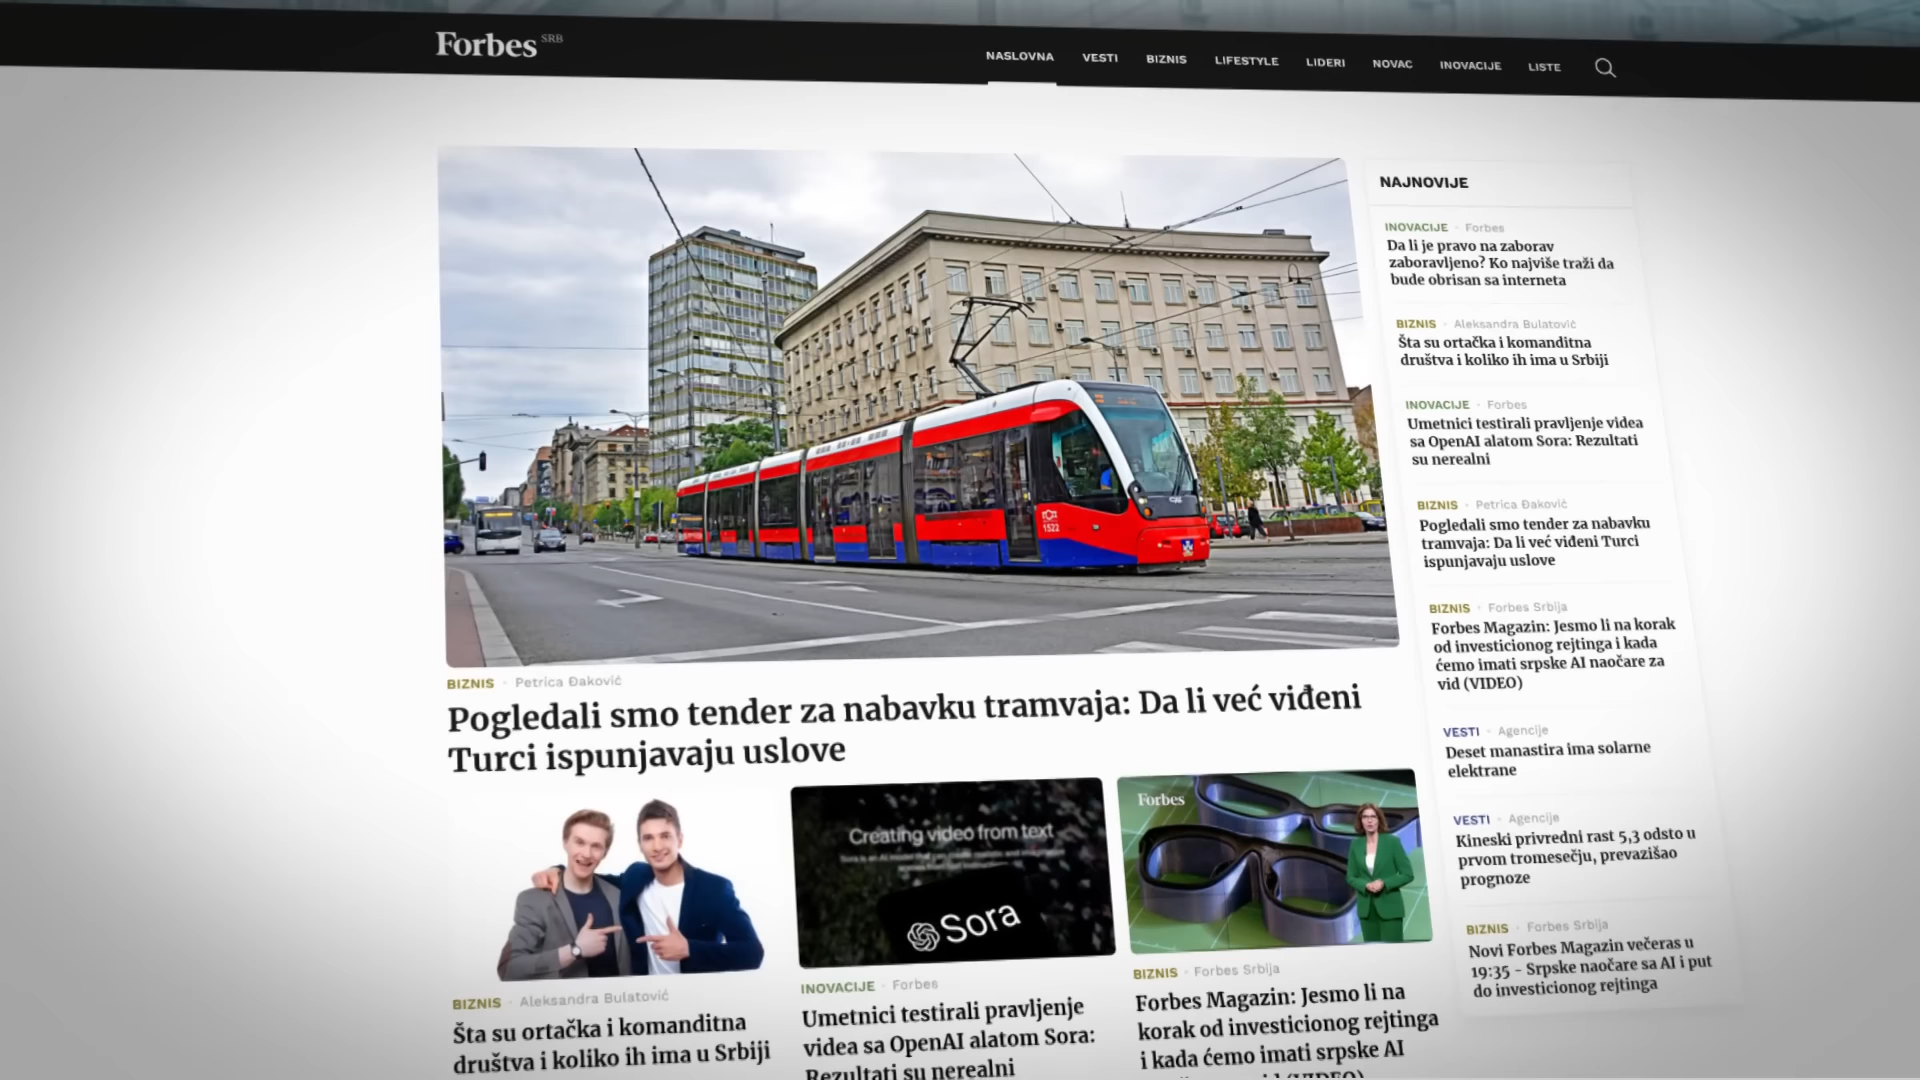 Forbes SRB
NASLOVNA VESTI BIZNIS LIFESTYLE LIDERI NOVAC INOVACIJE LISTE
1522
BIZNIS · Petrica Đaković
Pogledali smo tender za nabavku tramvaja: Da li već viđeni
Turci ispunjavaju uslove
BIZNIS · Aleksandra Bulatović
Šta su ortačka i komanditna
društva i koliko ih ima u Srbiji
Creating video from text
Sora
INOVACIJE · Forbes
Umetnici testirali pravljenje
videa sa OpenAI alatom Sora:
Rezultati su nerealni
Forbes
BIZNIS · Forbes Srbija
Forbes Magazin: Jesmo li na
korak od investicionog rejtinga
i kada ćemo imati srpske AI
NAJNOVIJE
INOVACIJE · Forbes
Da li je pravo na zaborav
zaboravljeno? Ko najviše traži da
bude obrisan sa interneta
BIZNIS · Aleksandra Bulatović
Šta su ortačka i komanditna
društva i koliko ih ima u Srbiji
INOVACIJE · Forbes
Umetnici testirali pravljenje videa
sa OpenAI alatom Sora: Rezultati
su nerealni
BIZNIS · Petrica Đaković
Pogledali smo tender za nabavku
tramvaja: Da li već viđeni Turci
ispunjavaju uslove
BIZNIS · Forbes Srbija
Forbes Magazin: Jesmo li na korak
od investicionog rejtinga i kada
ćemo imati srpske AI naočare za
vid (VIDEO)
VESTI · Agencije
Deset manastira ima solarne
elektrane
VESTI · Agencije
Kineski privredni rast 5,3 odsto u
prvom tromesečju, prevazišao
prognoze
BIZNIS · Forbes Srbija
Novi Forbes Magazin večeras u
19:35 – Srpske naočare sa AI i put
do investicionog rejtinga